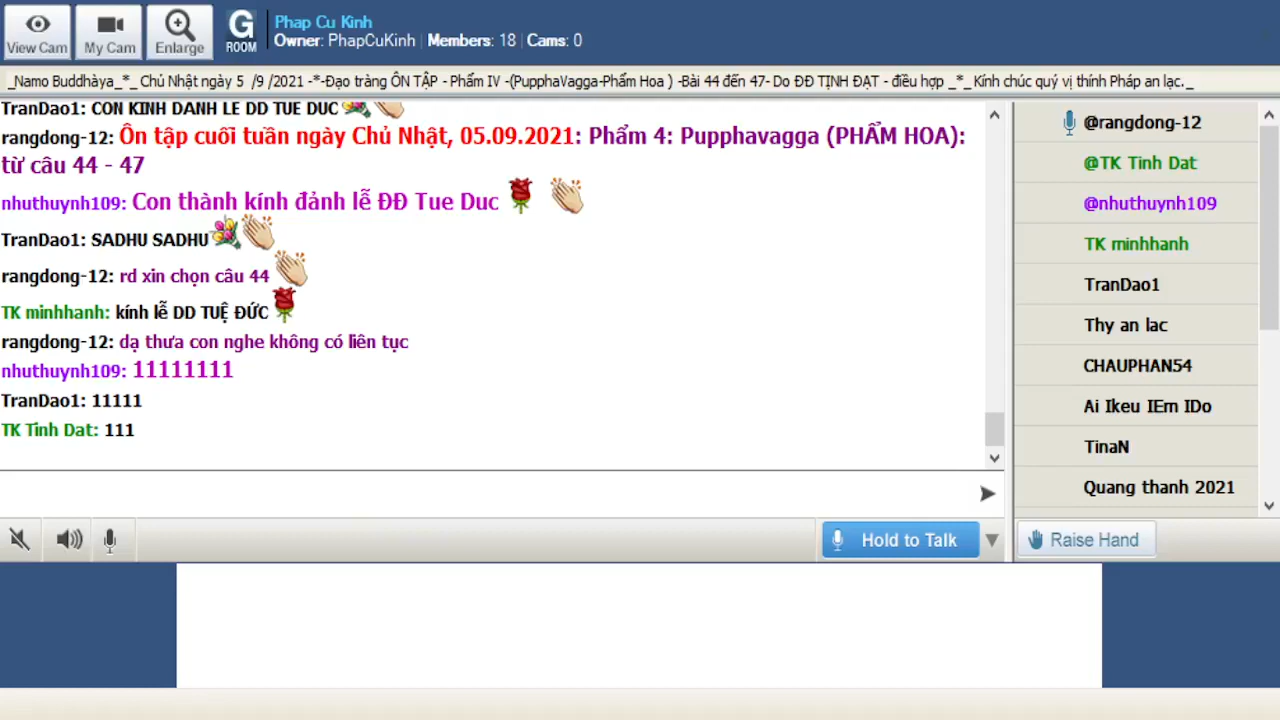 View Cam
My Cam
Enlarge
G
ROOM
Phap Cu Kinh
Owner: PhapCuKinh | Members: 18 | Cams: 0
_Namo Buddhàya_*_ Chủ Nhật ngày 5 /9 /2021 -*-Đạo tràng ÔN TẬP - Phẩm IV -(PupphaVagga-Phẩm Hoa ) -Bài 44 đến 47- Do ĐĐ TỊNH ĐẠT - điều hợp _*_ Kính chúc quý vị thính Pháp an lạc._
TranDao1: CON KINH DANH LE DD TUE DUC
rangdong-12: Ôn tập cuối tuần ngày Chủ Nhật, 05.09.2021: Phẩm 4: Pupphavagga (PHẨM HOA):
từ câu 44 - 47
nhuthuynh109: Con thành kính đảnh lễ ĐĐ Tue Duc
TranDao1: SADHU SADHU
rangdong-12: rd xin chọn câu 44
TK minhhanh: kính lễ DD TUỆ ĐỨC
rangdong-12: dạ thưa con nghe không có liên tục
nhuthuynh109: 11111111
TranDao1: 11111
TK Tinh Dat: 111
@rangdong-12
@TK Tinh Dat
@nhuthuynh109
TK minhhanh
TranDao1
Thy an lac
CHAUPHAN54
Ai Ikeu IEm IDo
TinaN
Quang thanh 2021
Hold to Talk
Raise Hand